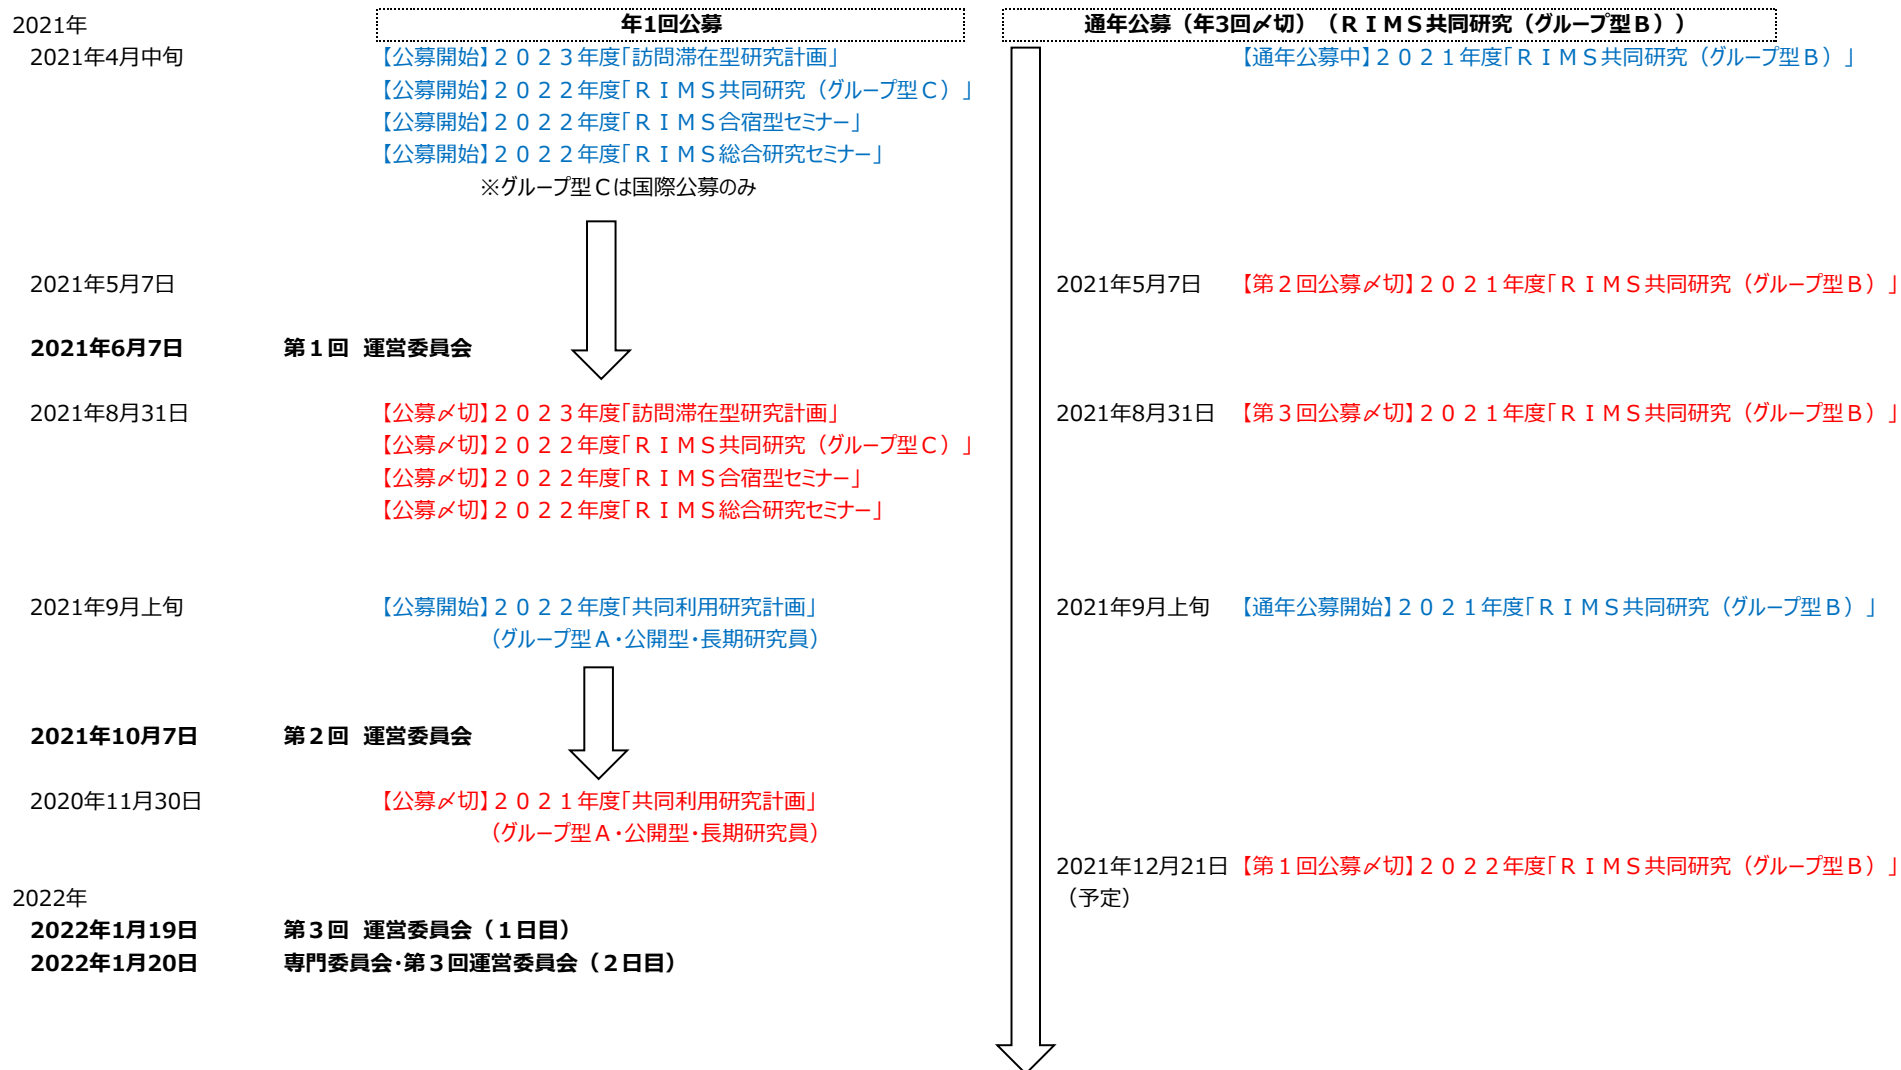 2021年
年1回公募
通年公募（年3回〆切）（ＲＩＭＳ共同研究（グループ型Ｂ））
2021年4月中旬
【公募開始】２０２３年度「訪問滞在型研究計画」
【通年公募中】２０２１年度「ＲＩＭＳ共同研究（グループ型Ｂ）」
【公募開始】２０２２年度「ＲＩＭＳ共同研究（グループ型Ｃ）」
【公募開始】２０２２年度「ＲＩＭＳ合宿型セミナー」
【公募開始】２０２２年度「ＲＩＭＳ総合研究セミナー」
※グループ型Ｃは国際公募のみ
2021年5月7日
2021年5月7日 【第２回公募〆切】２０２１年度「ＲＩＭＳ共同研究（グループ型Ｂ）」
2021年6月7日 第１回 運営委員会
2021年8月31日
【公募〆切】２０２３年度「訪問滞在型研究計画」
2021年8月31日 【第３回公募〆切】２０２１年度「ＲＩＭＳ共同研究（グループ型Ｂ）」
【公募〆切】２０２２年度「ＲＩＭＳ共同研究（グループ型Ｃ）」
【公募〆切】２０２２年度「ＲＩＭＳ合宿型セミナー」
【公募〆切】２０２２年度「ＲＩＭＳ総合研究セミナー」
2021年9月上旬
【公募開始】２０２２年度「共同利用研究計画」
2021年9月上旬 【通年公募開始】２０２１年度「ＲＩＭＳ共同研究（グループ型Ｂ）」
（グループ型Ａ・公開型・長期研究員）
2021年10月7日 第２回 運営委員会
2020年11月30日
【公募〆切】２０２１年度「共同利用研究計画」
（グループ型Ａ・公開型・長期研究員）
2021年12月21日 【第１回公募〆切】２０２２年度「ＲＩＭＳ共同研究（グループ型Ｂ）」
2022年
（予定）
2022年1月19日 第３回 運営委員会（１日目）
2022年1月20日 専門委員会・第３回運営委員会（２日目）